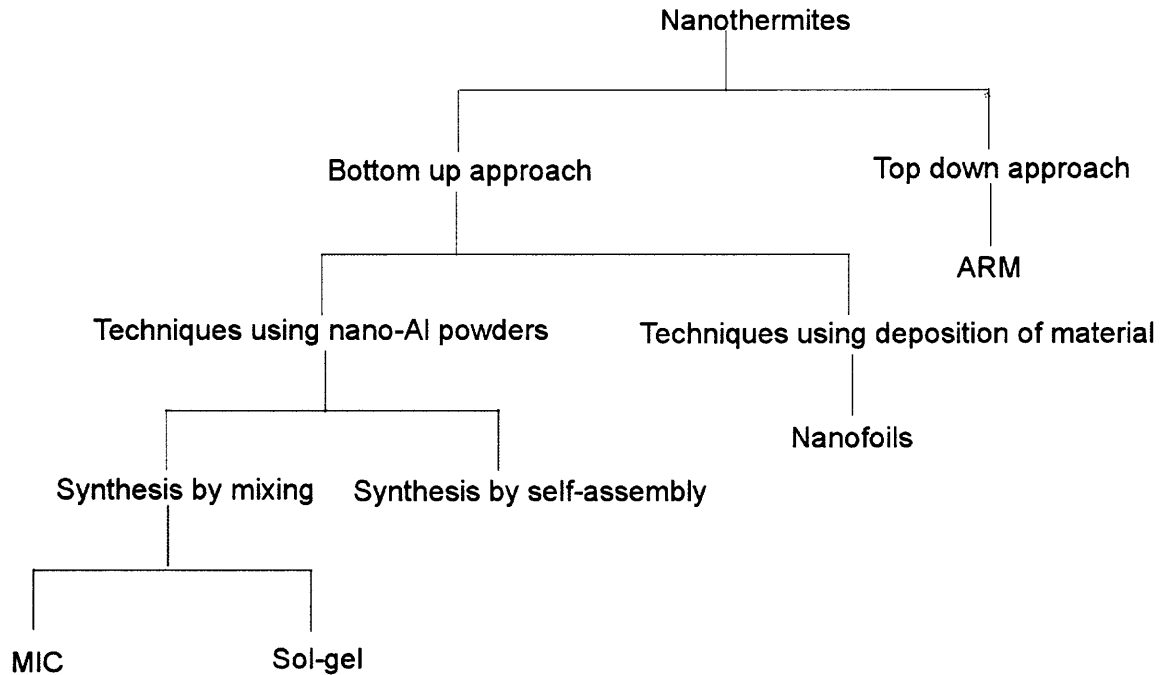 Nanothermites
Bottom up approach
Top down approach
ARM
Techniques using nano-Al powders
Techniques using deposition of material
Nanofoils
Synthesis by mixing
Synthesis by self-assembly
MIC
Sol-gel